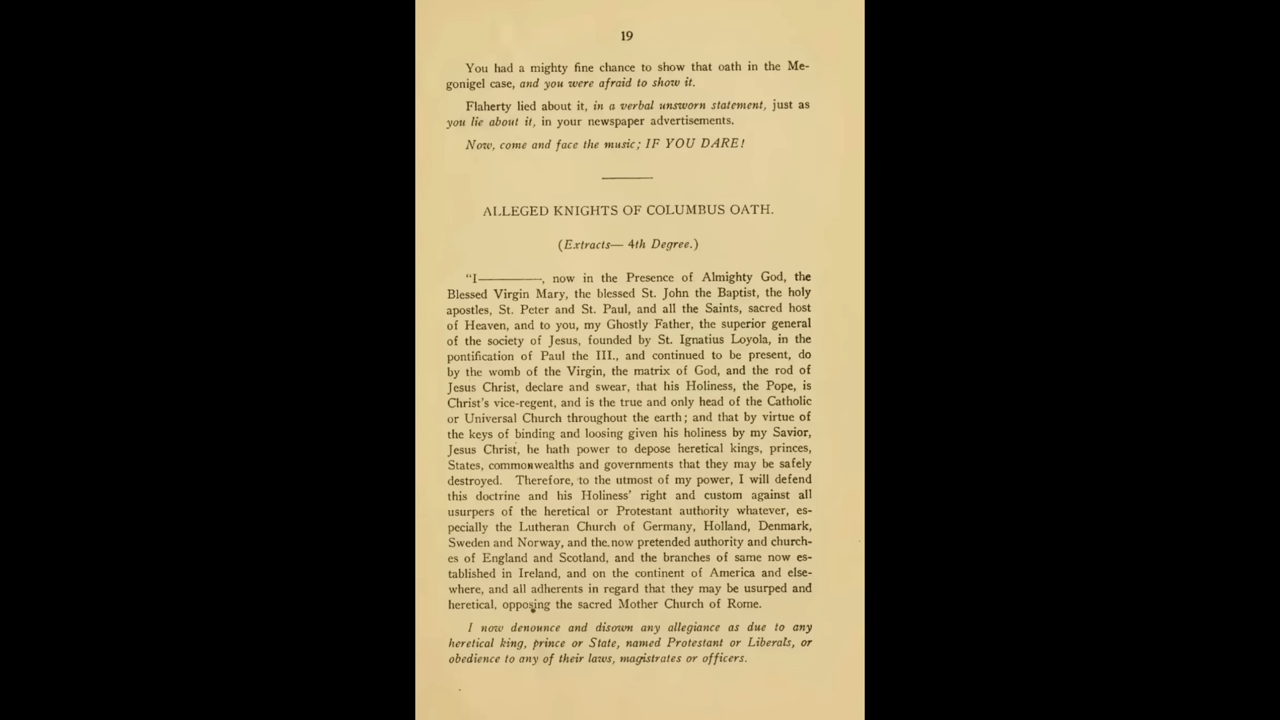 19
You had a mighty fine chance to show that oath in the Me-
gonigel case, and you were afraid to show it.
Flaherty lied about it, in a verbal unsworn statement, just as
you lie about it, in your newspaper advertisements.
Now, come and face the music; IF YOU DARE!
ALLEGED KNIGHTS OF COLUMBUS OATH.
(Extracts— 4th Degree.)
"I———, now in the Presence of Almighty God, the
Blessed Virgin Mary, the blessed St. John the Baptist, the holy
apostles, St. Peter and St. Paul, and all the Saints, sacred host
of Heaven, and to you, my Ghostly Father, the superior general
of the society of Jesus, founded by St. Ignatius Loyola, in the
pontification of Paul the III., and continued to be present, do
by the womb of the Virgin, the matrix of God, and the rod of
Jesus Christ, declare and swear, that his Holiness, the Pope, is
Christ's vice-regent, and is the true and only head of the Catholic
or Universal Church throughout the earth; and that by virtue of
the keys of binding and loosing given his holiness by my Savior,
Jesus Christ, he hath power to depose heretical kings, princes,
States, commonwealths and governments that they may be safely
destroyed. Therefore, to the utmost of my power, I will defend
this doctrine and his Holiness' right and custom against all
usurpers of the heretical or Protestant authority whatever, es-
pecially the Lutheran Church of Germany, Holland, Denmark,
Sweden and Norway, and the now pretended authority and church-
es of England and Scotland, and the branches of same now es-
tablished in Ireland, and on the continent of America and else-
where, and all adherents in regard that they may be usurped and
heretical, opposing the sacred Mother Church of Rome.
I now denounce and disown any allegiance as due to any
heretical king, prince or State, named Protestant or Liberals, or
obedience to any of their laws, magistrates or officers.